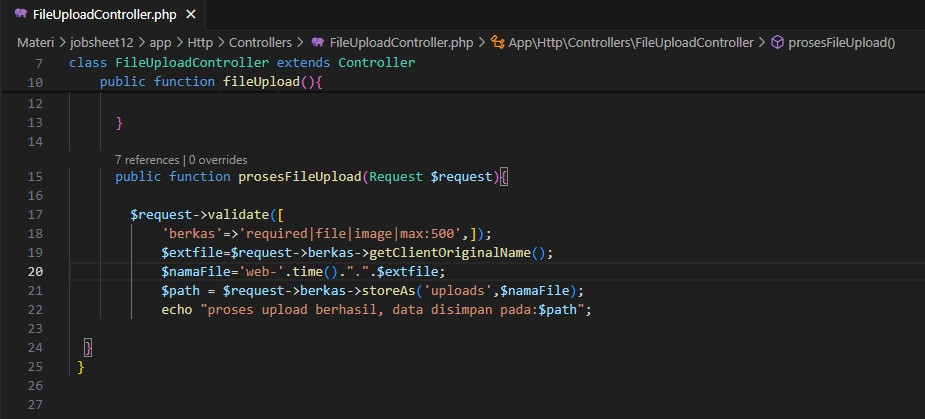 FileUploadController.php ×
Materi > jobsheet12 > app > Http > Controllers > FileUploadController.php > App\Http\Controllers\FileUploadController > prosesFileUpload()
7 class FileUploadController extends Controller
10 public function fileUpload(){
12
13 }
14
7 references | 0 overrides
15 public function prosesFileUpload(Request $request){
16
17 $request->validate([
18 'berkas'=>'required|file|image|max:500',]);
19 $extfile=$request->berkas->getClientOriginalName();
20 $namaFile='web-'.time().".".$extfile;
21 $path = $request->berkas->storeAs('uploads',$namaFile);
22 echo "proses upload berhasil, data disimpan pada:$path";
23
24 }
25 }
26
27